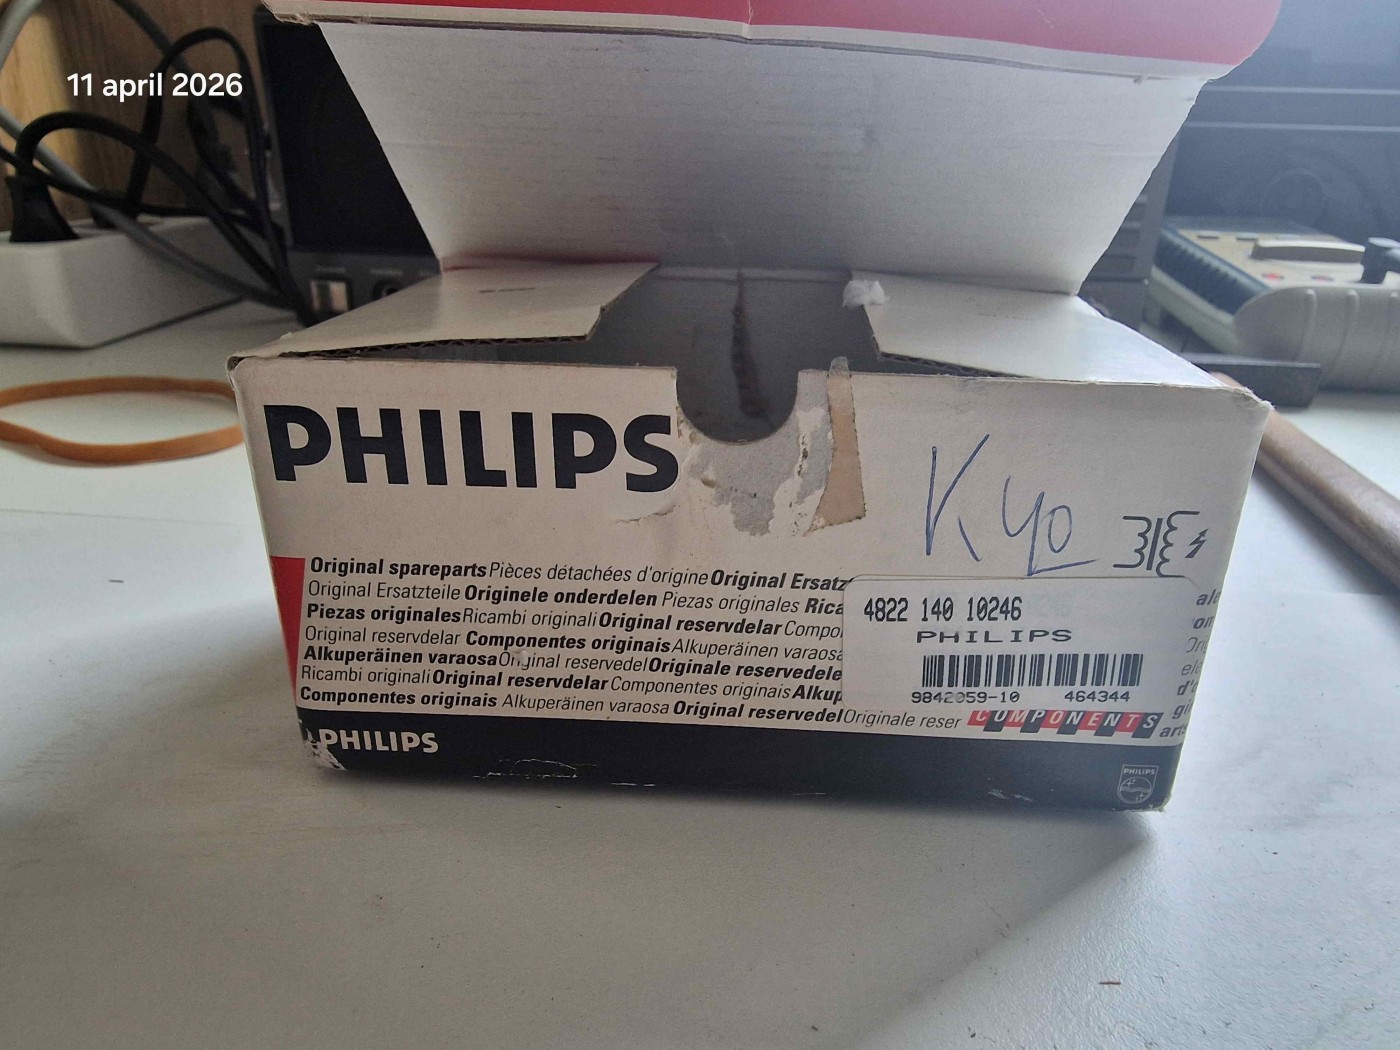 11 april 2026
PHILIPS
K40
Original spareparts Pièces détachées d'origine Original Ersatz
Original Ersatzteile Originele onderdelen Piezas originales Rica
Piezas originales Ricambi originali Original reservdelar Compo
Original reservdelar Componentes originais Alkuperäinen varaosa
Alkuperäinen varaosa Original reservedel Originale reservedele
Ricambi originali Original reservdelar Componentes originais Alkup
Componentes originais Alkuperäinen varaosa Original reservedel Originale reser
4822 140 10246
PHILIPS
9842059-10 464344
COMPONENTS
PHILIPS
PHILIPS